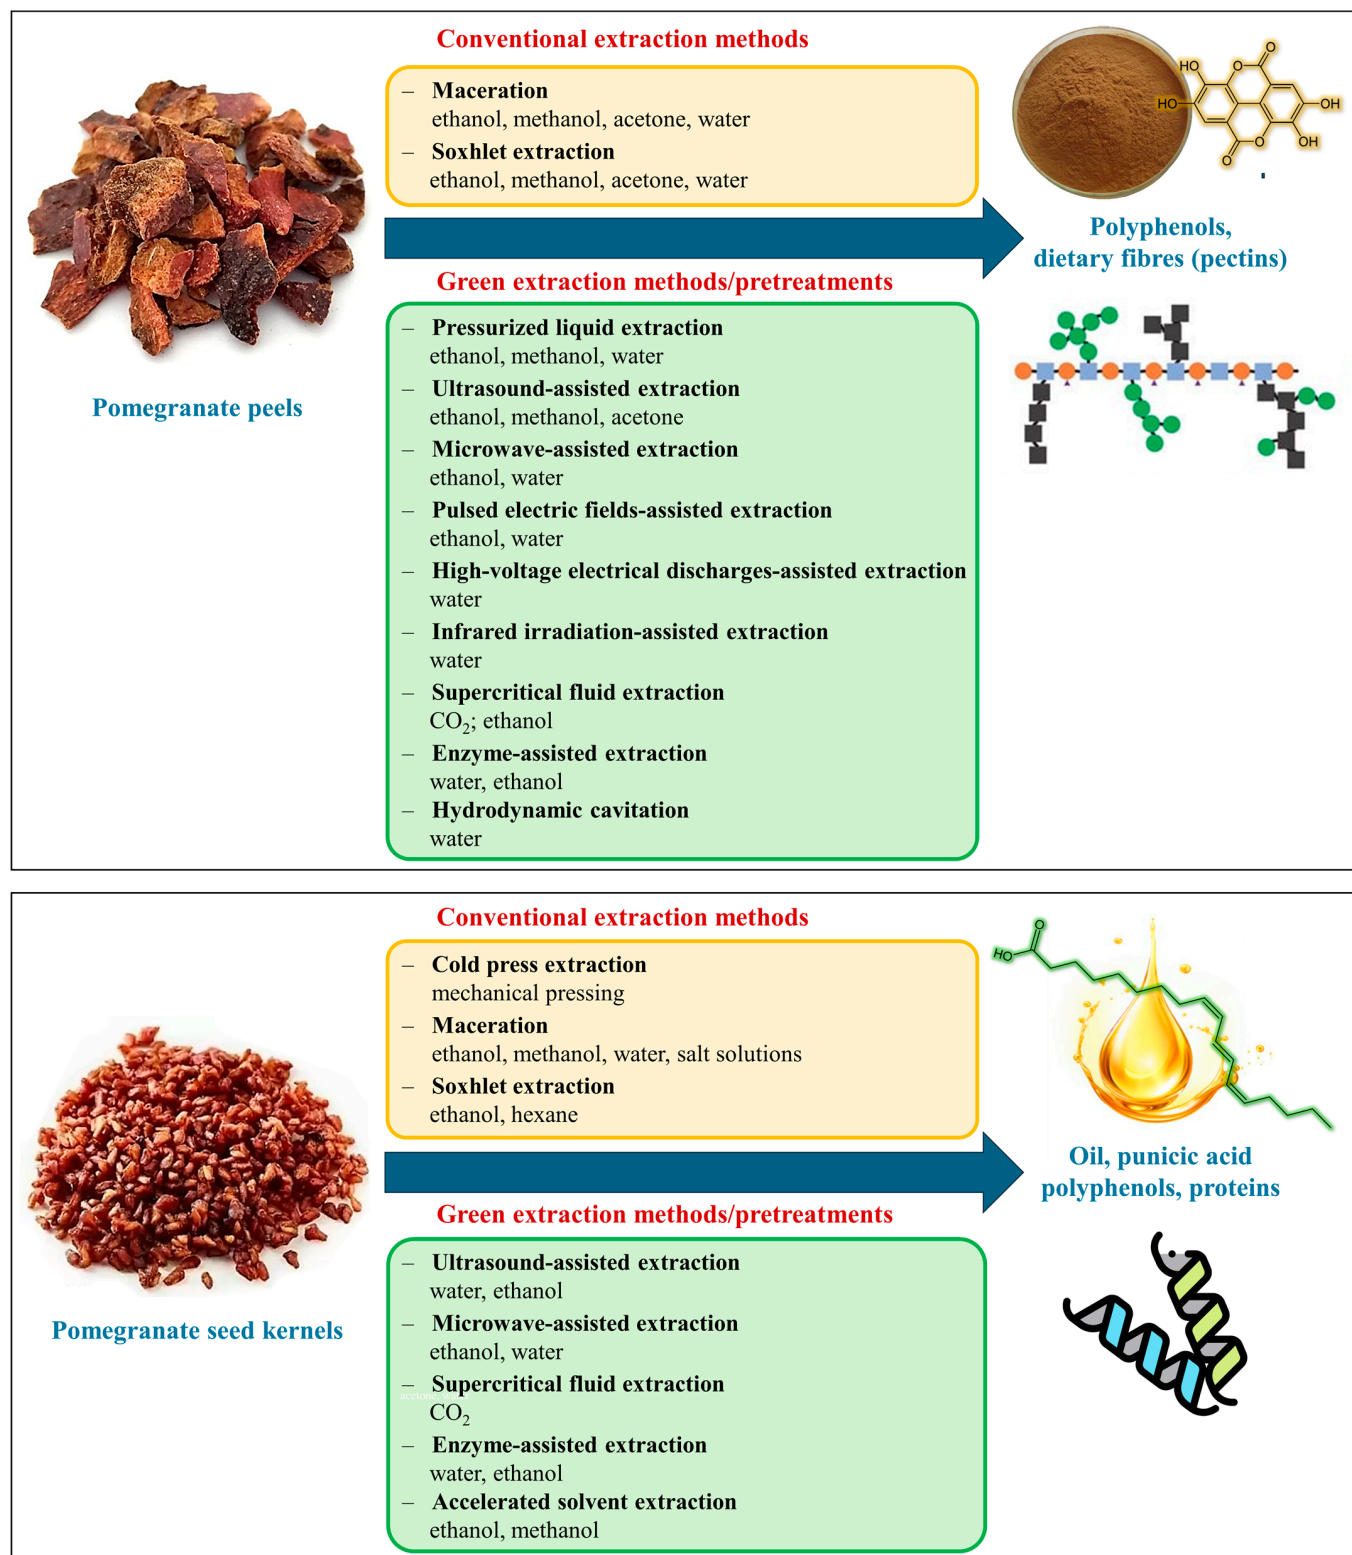 Conventional extraction methods
– Maceration
ethanol, methanol, acetone, water
– Soxhlet extraction
ethanol, methanol, acetone, water
O
HO
O
HO
OH
O
OH
O
Polyphenols,
dietary fibres (pectins)
Green extraction methods/pretreatments
– Pressurized liquid extraction
ethanol, methanol, water
– Ultrasound-assisted extraction
ethanol, methanol, acetone
– Microwave-assisted extraction
ethanol, water
– Pulsed electric fields-assisted extraction
ethanol, water
– High-voltage electrical discharges-assisted extraction
water
– Infrared irradiation-assisted extraction
water
– Supercritical fluid extraction
CO₂; ethanol
– Enzyme-assisted extraction
water, ethanol
– Hydrodynamic cavitation
water
Pomegranate peels
Conventional extraction methods
– Cold press extraction
mechanical pressing
– Maceration
ethanol, methanol, water, salt solutions
– Soxhlet extraction
ethanol, hexane
O
HO
Oil, punicic acid
polyphenols, proteins
Green extraction methods/pretreatments
– Ultrasound-assisted extraction
water, ethanol
– Microwave-assisted extraction
ethanol, water
– Supercritical fluid extraction
acetone,
CO₂
– Enzyme-assisted extraction
water, ethanol
– Accelerated solvent extraction
ethanol, methanol
Pomegranate seed kernels